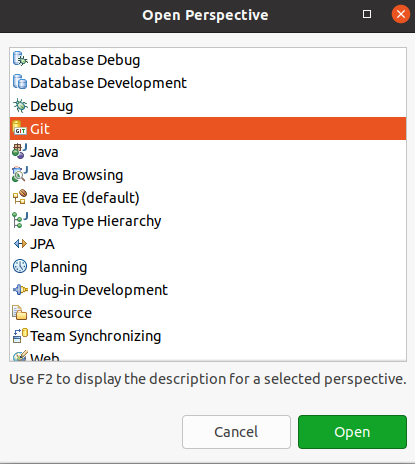 Open Perspective
Database Debug
Database Development
Debug
GIT Git
Java
Java Browsing
Java EE (default)
Java Type Hierarchy
JPA
Planning
Plug-in Development
Resource
Team Synchronizing
Web
Use F2 to display the description for a selected perspective.
Cancel Open